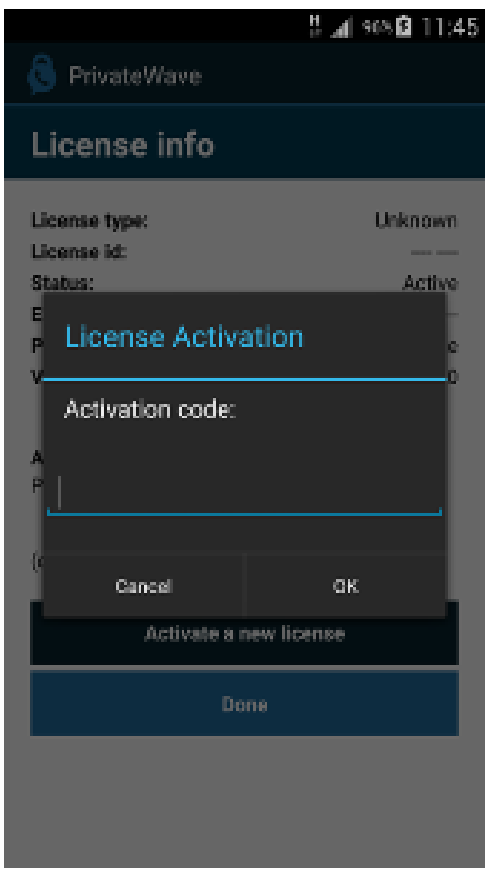 96% 11:45
PrivateWave
License info
License type: Unknown
License id: --- ---
Status: Active
License Activation
Activation code:
Cancel OK
Activate a new license
Done